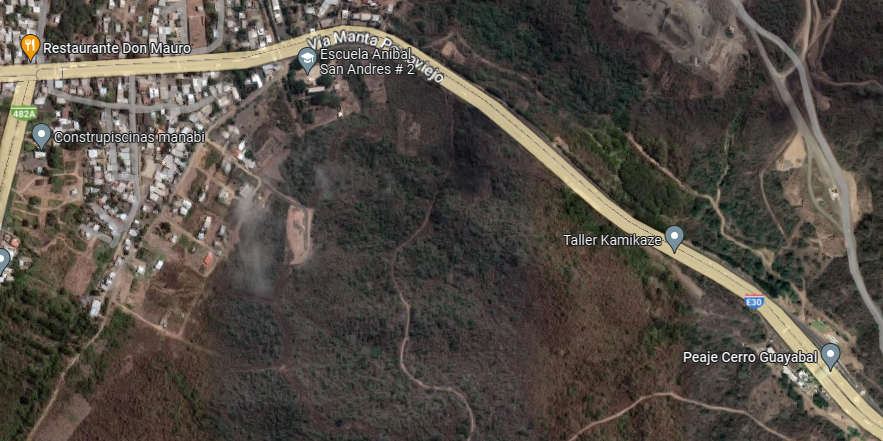 Restaurante Don Mauro
Vía Manta Portoviejo
Escuela Anibal
San Andres # 2
482A
Construpiscinas manabi
Taller Kamikaze
E30
Peaje Cerro Guayabal